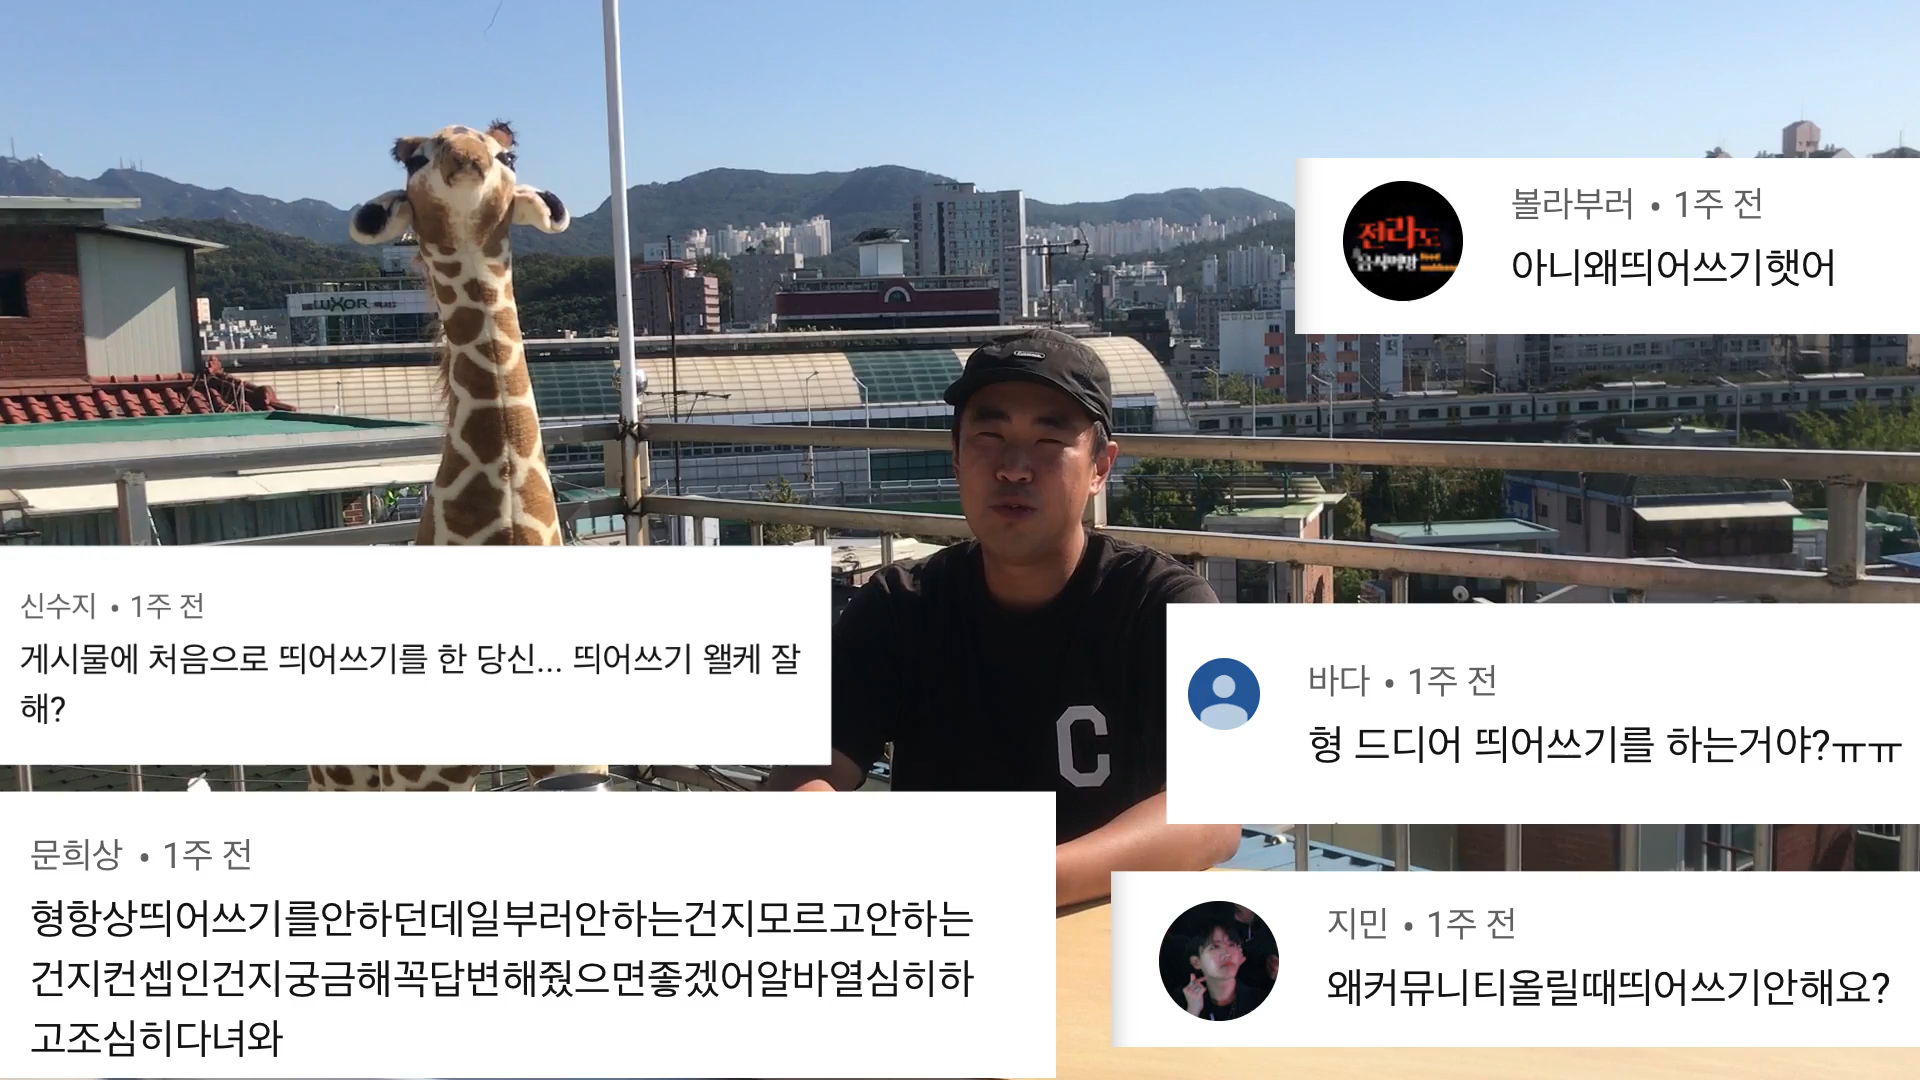 LUXOR
전라도
볼라부러 • 1주 전
아니왜띄어쓰기햇어
신수지 • 1주 전
게시물에 처음으로 띄어쓰기를 한 당신... 띄어쓰기 왤케 잘
해?
바다 • 1주 전
형 드디어 띄어쓰기를 하는거야?ㅠㅠ
C
문희상 • 1주 전
형항상띄어쓰기를안하던데일부러안하는건지모르고안하는
건지컨셉인건지궁금해꼭답변해줬으면좋겠어알바열심히하
고조심히다녀와
지민 • 1주 전
왜커뮤니티올릴때띄어쓰기안해요?